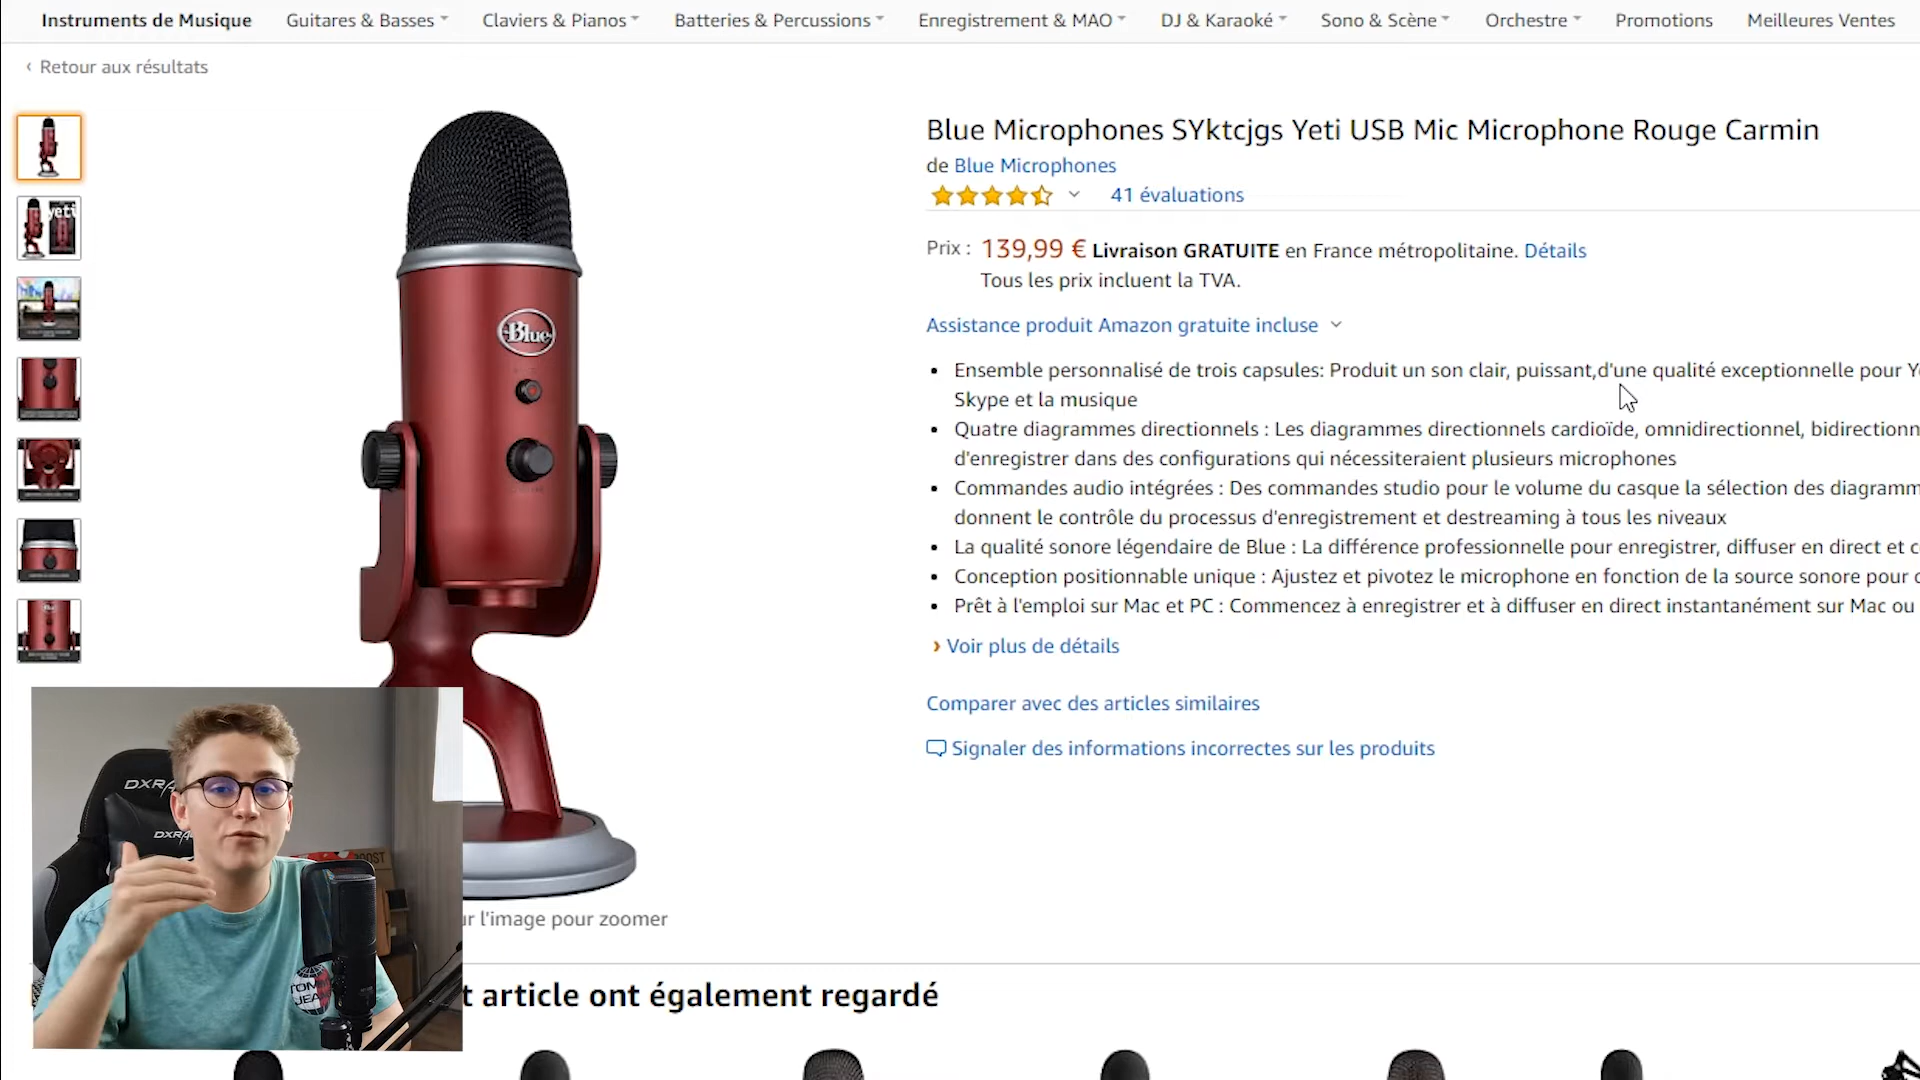 Instruments de Musique Guitares & Basses Claviers & Pianos Batteries & Percussions Enregistrement & MAO DJ & Karaoké Sono & Scène Orchestre Promotions Meilleures Ventes
‹ Retour aux résultats
Blue Microphones SYktcjgs Yeti USB Mic Microphone Rouge Carmin
de Blue Microphones
41 évaluations
Prix : 139,99 € Livraison GRATUITE en France métropolitaine. Détails
Tous les prix incluent la TVA.
Assistance produit Amazon gratuite incluse
• Ensemble personnalisé de trois capsules: Produit un son clair, puissant,d'une qualité exceptionnelle pour
Skype et la musique
• Quatre diagrammes directionnels : Les diagrammes directionnels cardioïde, omnidirectionnel, bidirectionn
d'enregistrer dans des configurations qui nécessiteraient plusieurs microphones
• Commandes audio intégrées : Des commandes studio pour le volume du casque la sélection des diagramm
donnent le contrôle du processus d'enregistrement et destreaming à tous les niveaux
• La qualité sonore légendaire de Blue : La différence professionnelle pour enregistrer, diffuser en direct et
• Conception positionnable unique : Ajustez et pivotez le microphone en fonction de la source sonore pour
• Prêt à l'emploi sur Mac et PC : Commencez à enregistrer et à diffuser en direct instantanément sur Mac ou
› Voir plus de détails
Comparer avec des articles similaires
Signaler des informations incorrectes sur les produits
Blue
yeti
DXRA
DXRA
OOST
TOM
JEA
r l'image pour zoomer
t article ont également regardé